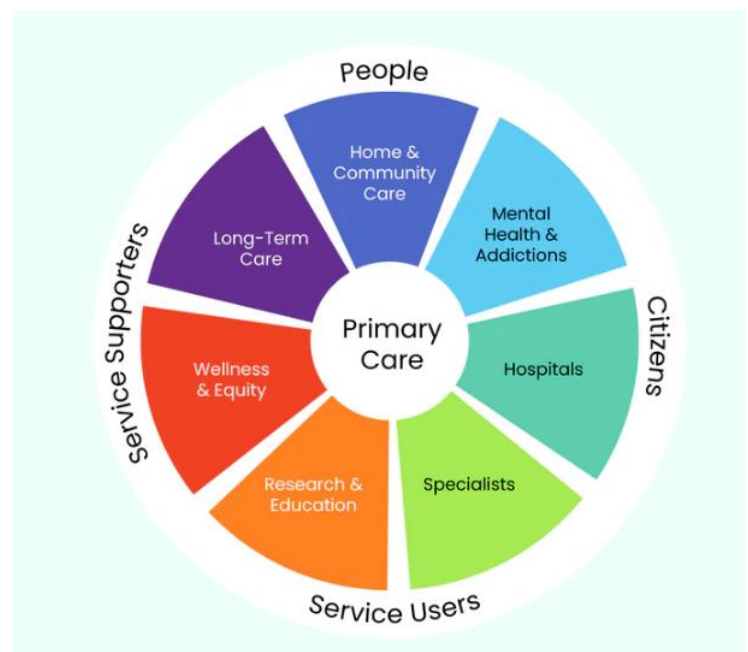 People
Home &
Community
Care
Mental
Health &
Addictions
Long-Term
Care
Service Supporters
Citizens
Primary
Care
Wellness
& Equity
Hospitals
Research &
Education
Specialists
Service Users